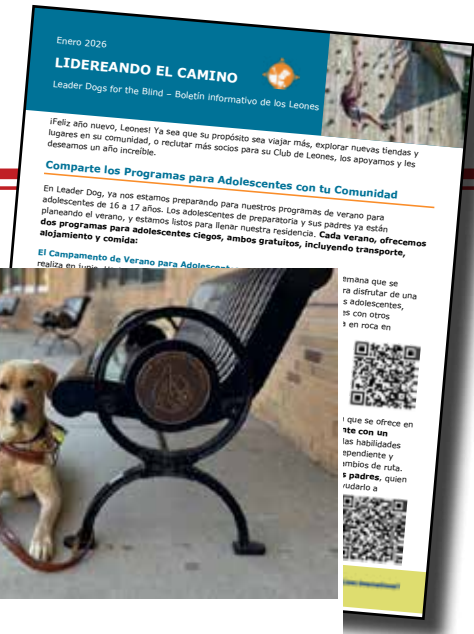 Enero 2026
LIDEREANDO EL CAMINO
Leader Dogs for the Blind – Boletín informativo de los Leones
¡Feliz año nuevo, Leones! Ya sea que su propósito sea viajar más, explorar nuevas tiendas y
lugares en su comunidad, o reclutar más socios para su Club de Leones, los apoyamos y les
deseamos un año increíble.
Comparte los Programas para Adolescentes con tu Comunidad
En Leader Dog, ya nos estamos preparando para nuestros programas de verano para
adolescentes de 16 a 17 años. Los adolescentes de preparatoria y sus padres ya están
planeando el verano, y estamos listos para llenar nuestra residencia. Cada verano, ofrecemos
dos programas para adolescentes ciegos, ambos gratuitos, incluyendo transporte,
alojamiento y comida:
El Campamento de Verano para
emana que se
realiza en junio.
ra disfrutar de una
s adolescentes,
es con otros
a en roca en
que se ofrece en
nte con un
las habilidades
ependiente y
ambios de ruta.
s padres, quien
yudarlo a